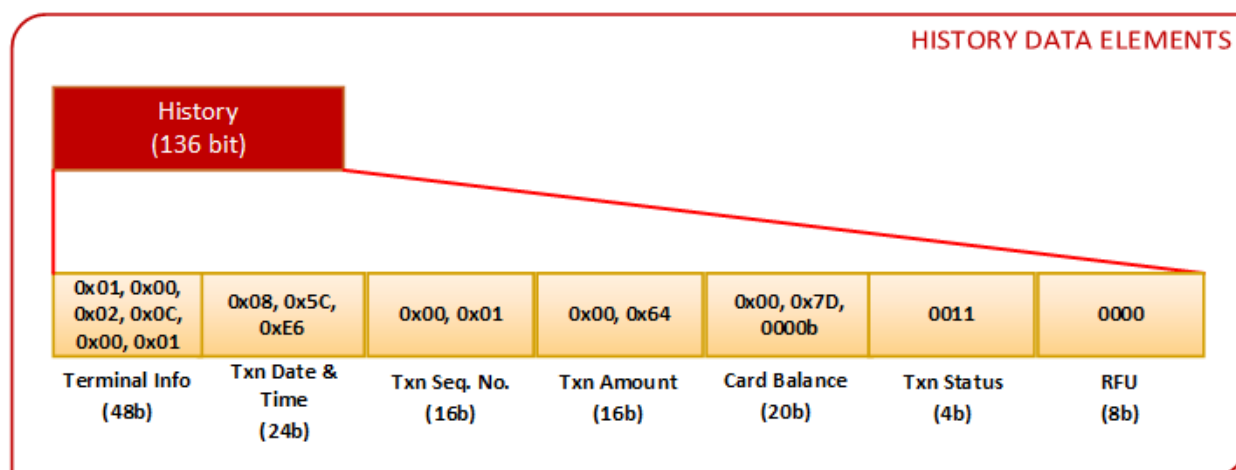 HISTORY DATA ELEMENTS
History
(136 bit)
0x01, 0x00,
0x02, 0x0C,
0x00, 0x01
0x08, 0x5C,
0xE6
0x00, 0x01
0x00, 0x64
0x00, 0x7D,
0000b
0011
0000
Terminal Info
(48b)
Txn Date &
Time
(24b)
Txn Seq. No.
(16b)
Txn Amount
(16b)
Card Balance
(20b)
Txn Status
(4b)
RFU
(8b)